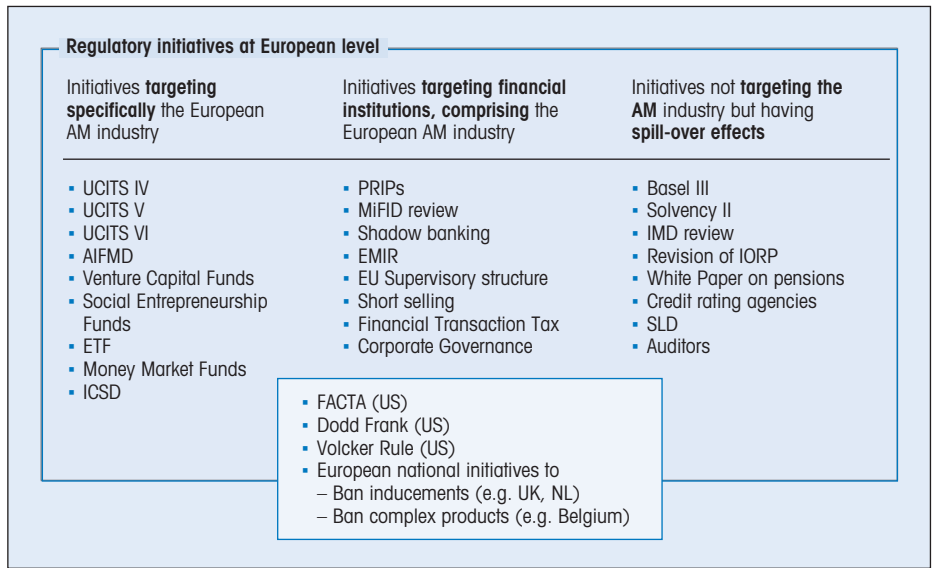 Regulatory initiatives at European level
Initiatives targeting
specifically the European
AM industry
Initiatives targeting financial
institutions, comprising the
European AM industry
Initiatives not targeting the
AM industry but having
spill-over effects
▪ UCITS IV
▪ UCITS V
▪ UCITS VI
▪ AIFMD
▪ Venture Capital Funds
▪ Social Entrepreneurship
Funds
▪ ETF
▪ Money Market Funds
▪ ICSD
▪ PRIPs
▪ MiFID review
▪ Shadow banking
▪ EMIR
▪ EU Supervisory structure
▪ Short selling
▪ Financial Transaction Tax
▪ Corporate Governance
▪ Basel III
▪ Solvency II
▪ IMD review
▪ Revision of IORP
▪ White Paper on pensions
▪ Credit rating agencies
▪ SLD
▪ Auditors
▪ FACTA (US)
▪ Dodd Frank (US)
▪ Volcker Rule (US)
▪ European national initiatives to
– Ban inducements (e.g. UK, NL)
– Ban complex products (e.g. Belgium)